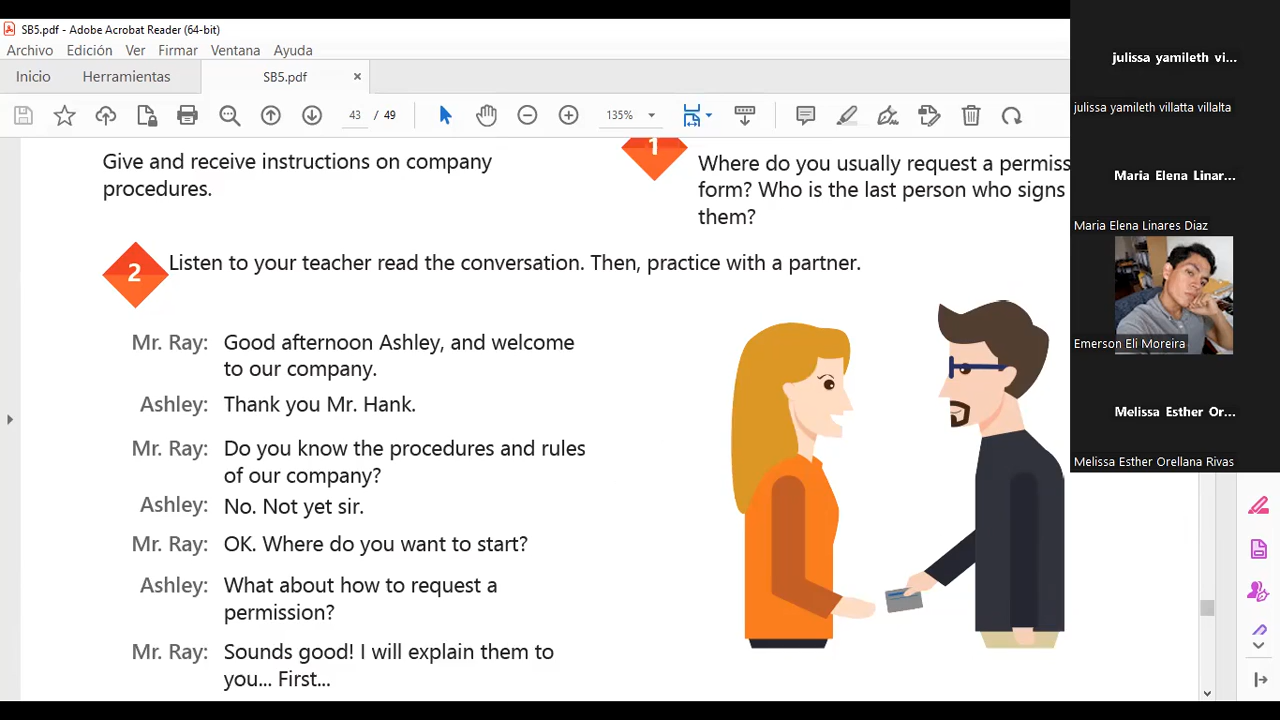 SB5.pdf - Adobe Acrobat Reader (64-bit)
Archivo Edición Ver Firmar Ventana Ayuda
Inicio Herramientas SB5.pdf ×
43 / 49 135%
Give and receive instructions on company
procedures.
1
Where do you usually request a permiss
form? Who is the last person who signs
them?
2
Listen to your teacher read the conversation. Then, practice with a partner.
Mr. Ray: Good afternoon Ashley, and welcome
to our company.
Ashley: Thank you Mr. Hank.
Mr. Ray: Do you know the procedures and rules
of our company?
Ashley: No. Not yet sir.
Mr. Ray: OK. Where do you want to start?
Ashley: What about how to request a
permission?
Mr. Ray: Sounds good! I will explain them to
you... First...
julissa yamileth vi...
julissa yamileth villatta villalta
Maria Elena Linar...
Maria Elena Linares Diaz
Emerson Eli Moreira
Melissa Esther Or...
Melissa Esther Orellana Rivas